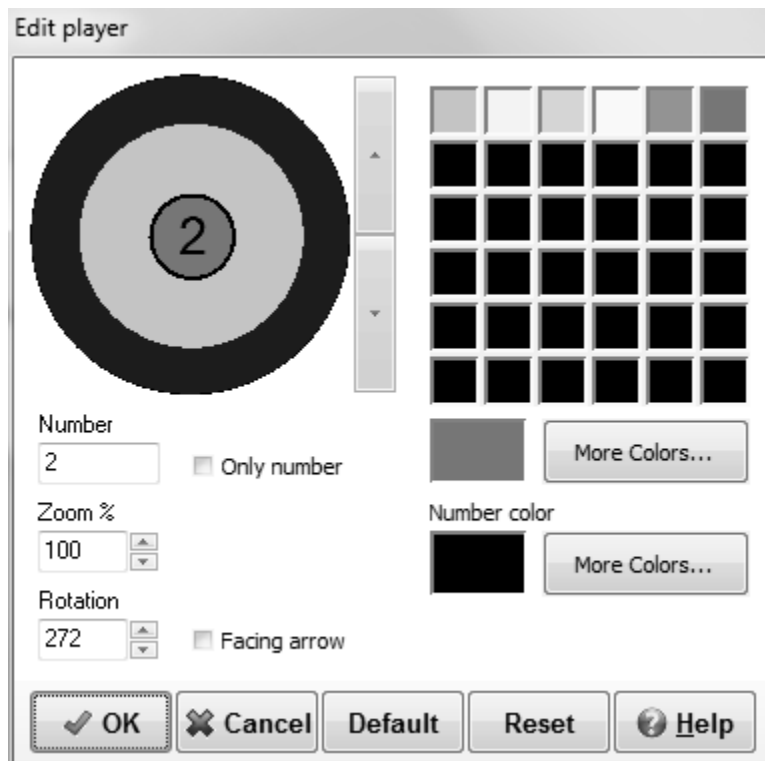 Edit player
2
Number
2
Only number
Zoom %
100
Rotation
272
Facing arrow
More Colors...
Number color
More Colors...
OK Cancel Default Reset Help